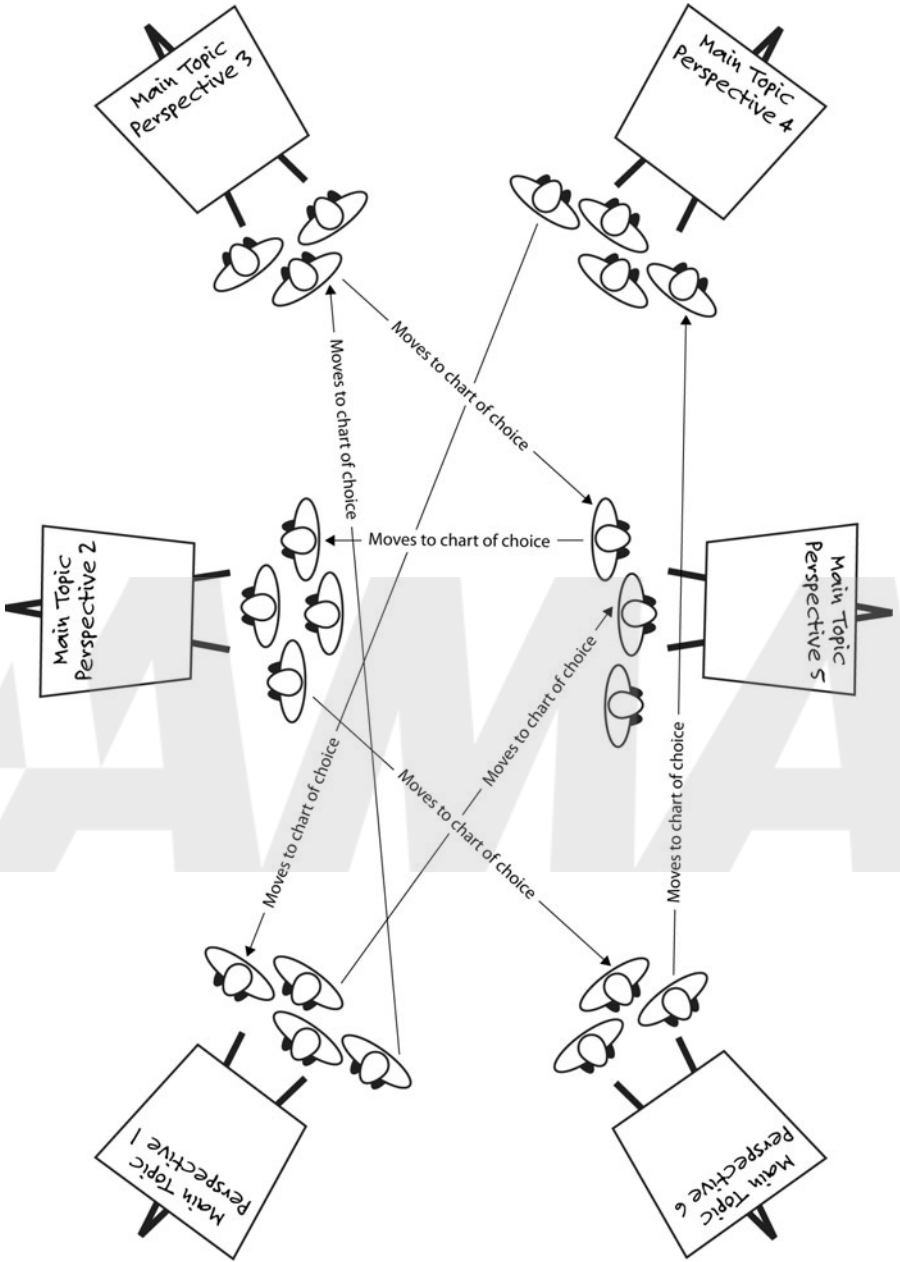 Main Topic
Perspective 3
Main Topic
Perspective 4
Moves to chart of choice
Moves to chart of choice
Moves to chart of choice
Main Topic
Perspective 2
Main Topic
Perspective 5
Moves to chart of choice
Moves to chart of choice
Moves to chart of choice
Moves to chart of choice
Main Topic
Perspective 1
Main Topic
Perspective 6
AMA